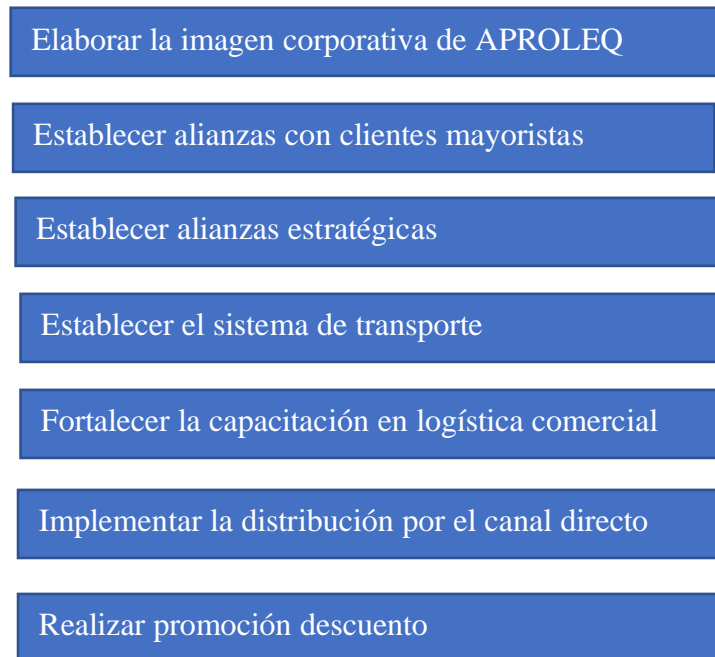 Elaborar la imagen corporativa de APROLEQ
Establecer alianzas con clientes mayoristas
Establecer alianzas estratégicas
Establecer el sistema de transporte
Fortalecer la capacitación en logística comercial
Implementar la distribución por el canal directo
Realizar promoción descuento